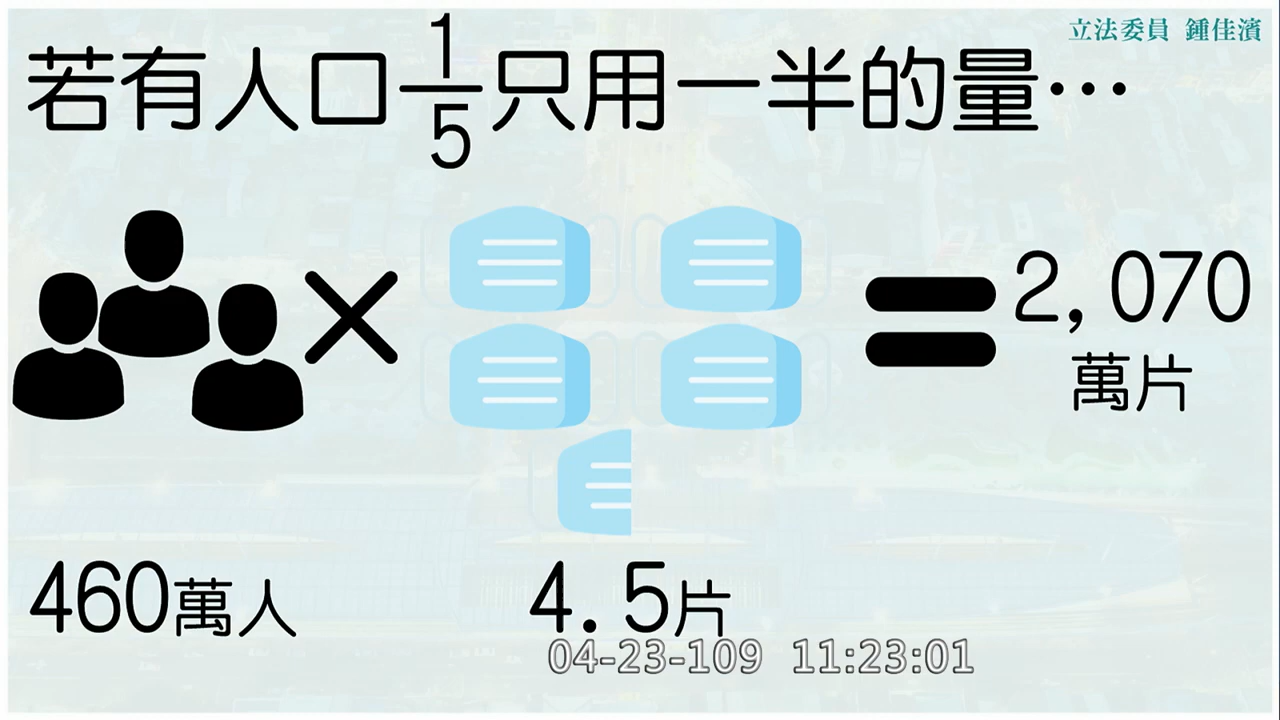 立法委員 鍾佳濱
若有人口1/5只用一半的量…
2,070
萬片
460萬人
4.5片
04-23-109 11:23:01